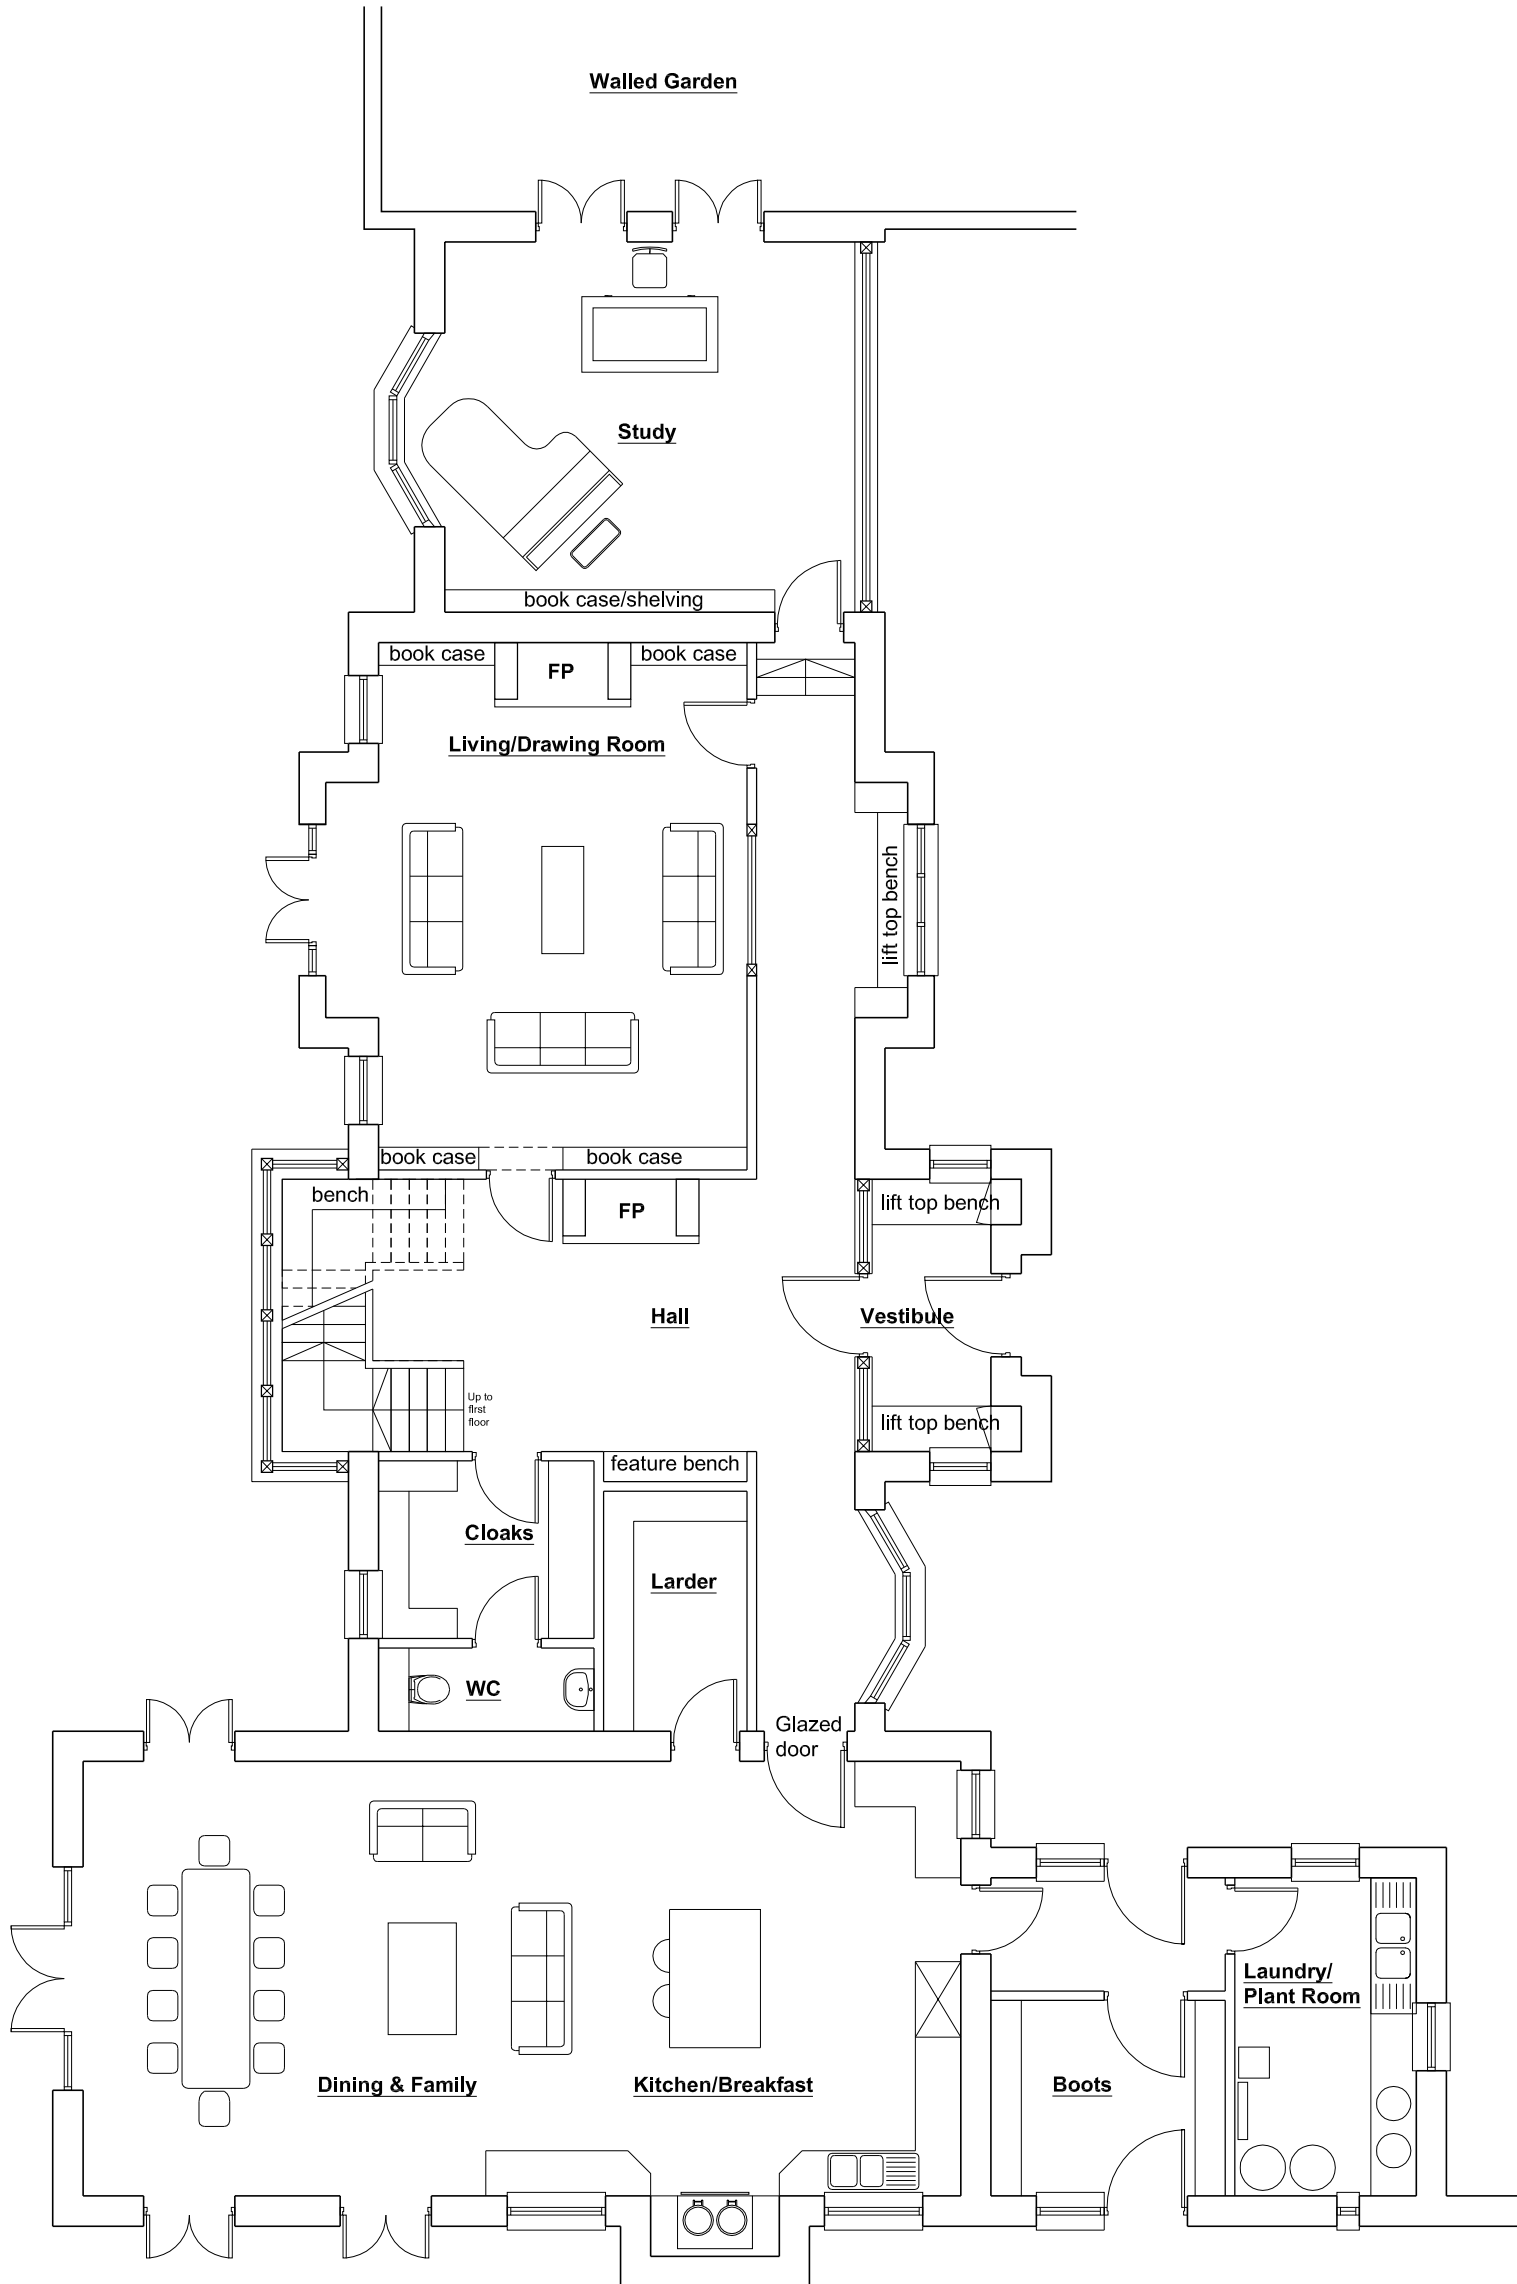 Walled Garden
Study
book case/shelving
book case
FP
book case
Living/Drawing Room
lift top bench
book case
book case
bench
FP
lift top bench
Hall
Vestibule
Up to
first
floor
lift top bench
feature bench
Cloaks
Larder
WC
Glazed
door
Laundry/
Plant Room
Dining & Family
Kitchen/Breakfast
Boots